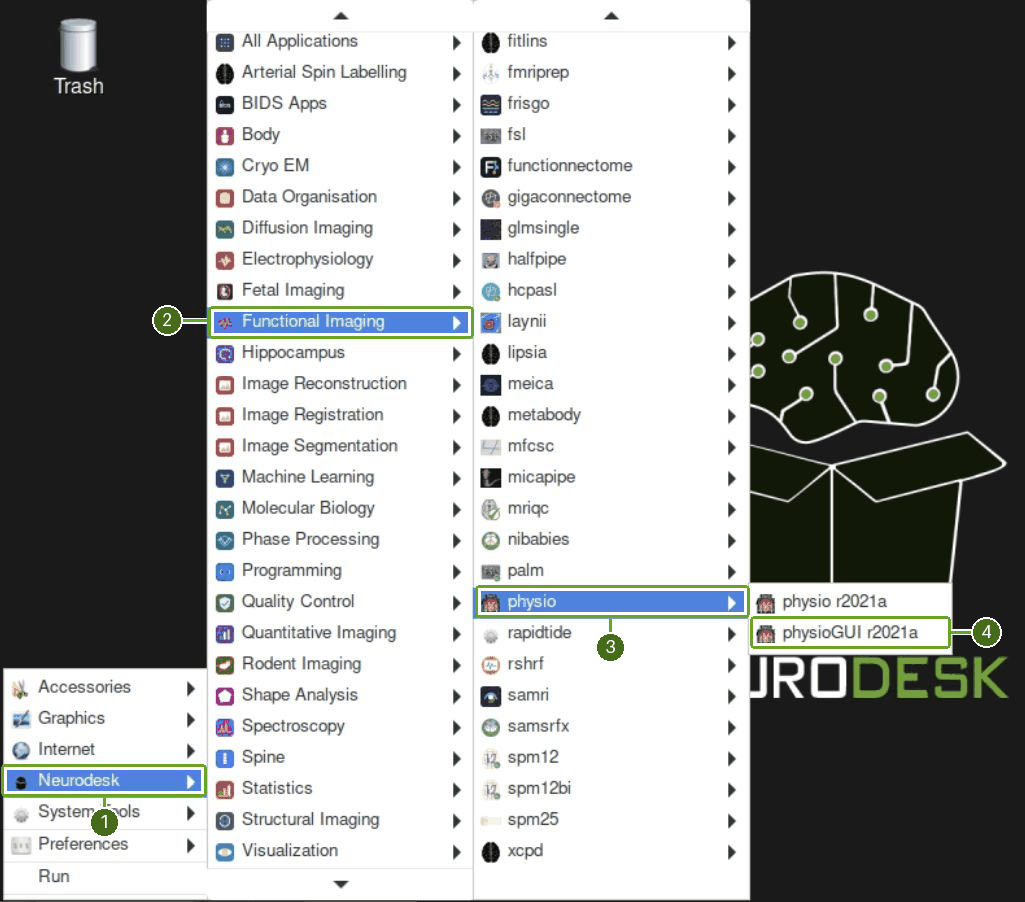 Trash
All Applications
Arterial Spin Labelling
BIDS Apps
Body
Cryo EM
Data Organisation
Diffusion Imaging
Electrophysiology
Fetal Imaging
2
Functional Imaging
Hippocampus
Image Reconstruction
Image Registration
Image Segmentation
Machine Learning
Molecular Biology
Phase Processing
Programming
Quality Control
Quantitative Imaging
Rodent Imaging
Shape Analysis
Spectroscopy
Spine
Statistics
Structural Imaging
Visualization
fitlins
fmriprep
frisgo
fsl
functionnectome
gigaconnectome
glmsingle
halfpipe
hcpasl
laynii
lipsia
meica
metabody
mfcsc
micapipe
mriqc
nibabies
palm
physio
3
rapidtide
rshrf
samri
samsrfx
spm12
spm12bi
spm25
xcpd
physio r2021a
physioGUI r2021a
4
URODESK
Accessories
Graphics
Internet
Neurodesk
1
System ools
Preferences
Run